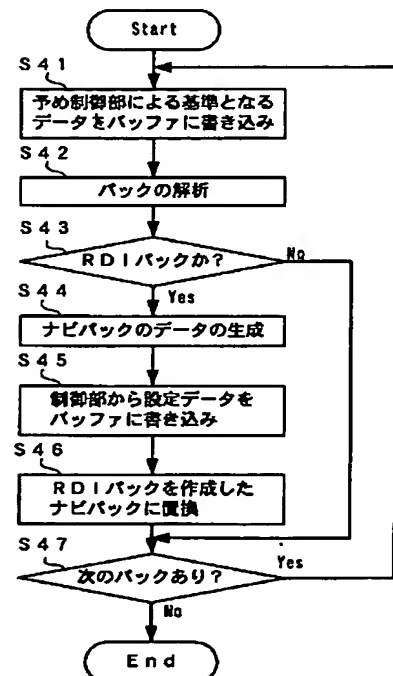 Start
S41
予め制御部による基準となる
データをバッファに書き込み
S42
パックの解析
S43
RDIパックか?
No
Yes
S44
ナビパックのデータの生成
S45
制御部から設定データを
バッファに書き込み
S46
RDIパックを作成した
ナビパックに置換
S47
次のパックあり?
Yes
No
End